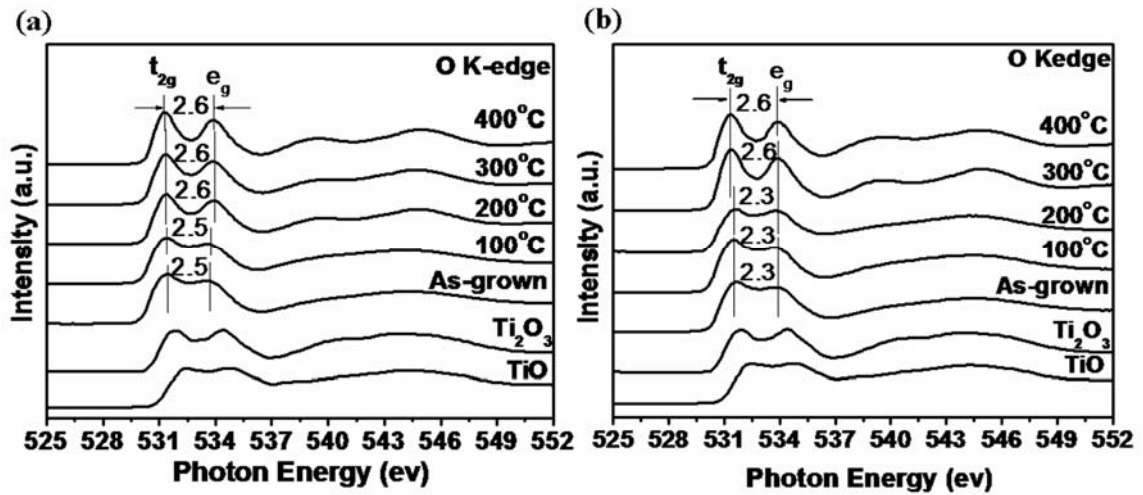 (a)
O K-edge
t2g
eg
2.6
400°C
2.6
300°C
2.6
200°C
2.5
100°C
2.5
As-grown
Ti2O3
TiO
Intensity (a.u.)
525 528 531 534 537 540 543 546 549 552
Photon Energy (ev)
(b)
O Kedge
t2g
eg
2.6
400°C
2.6
300°C
2.3
200°C
2.3
100°C
2.3
As-grown
Ti2O3
TiO
Intensity (a.u.)
525 528 531 534 537 540 543 546 549 552
Photon Energy (ev)